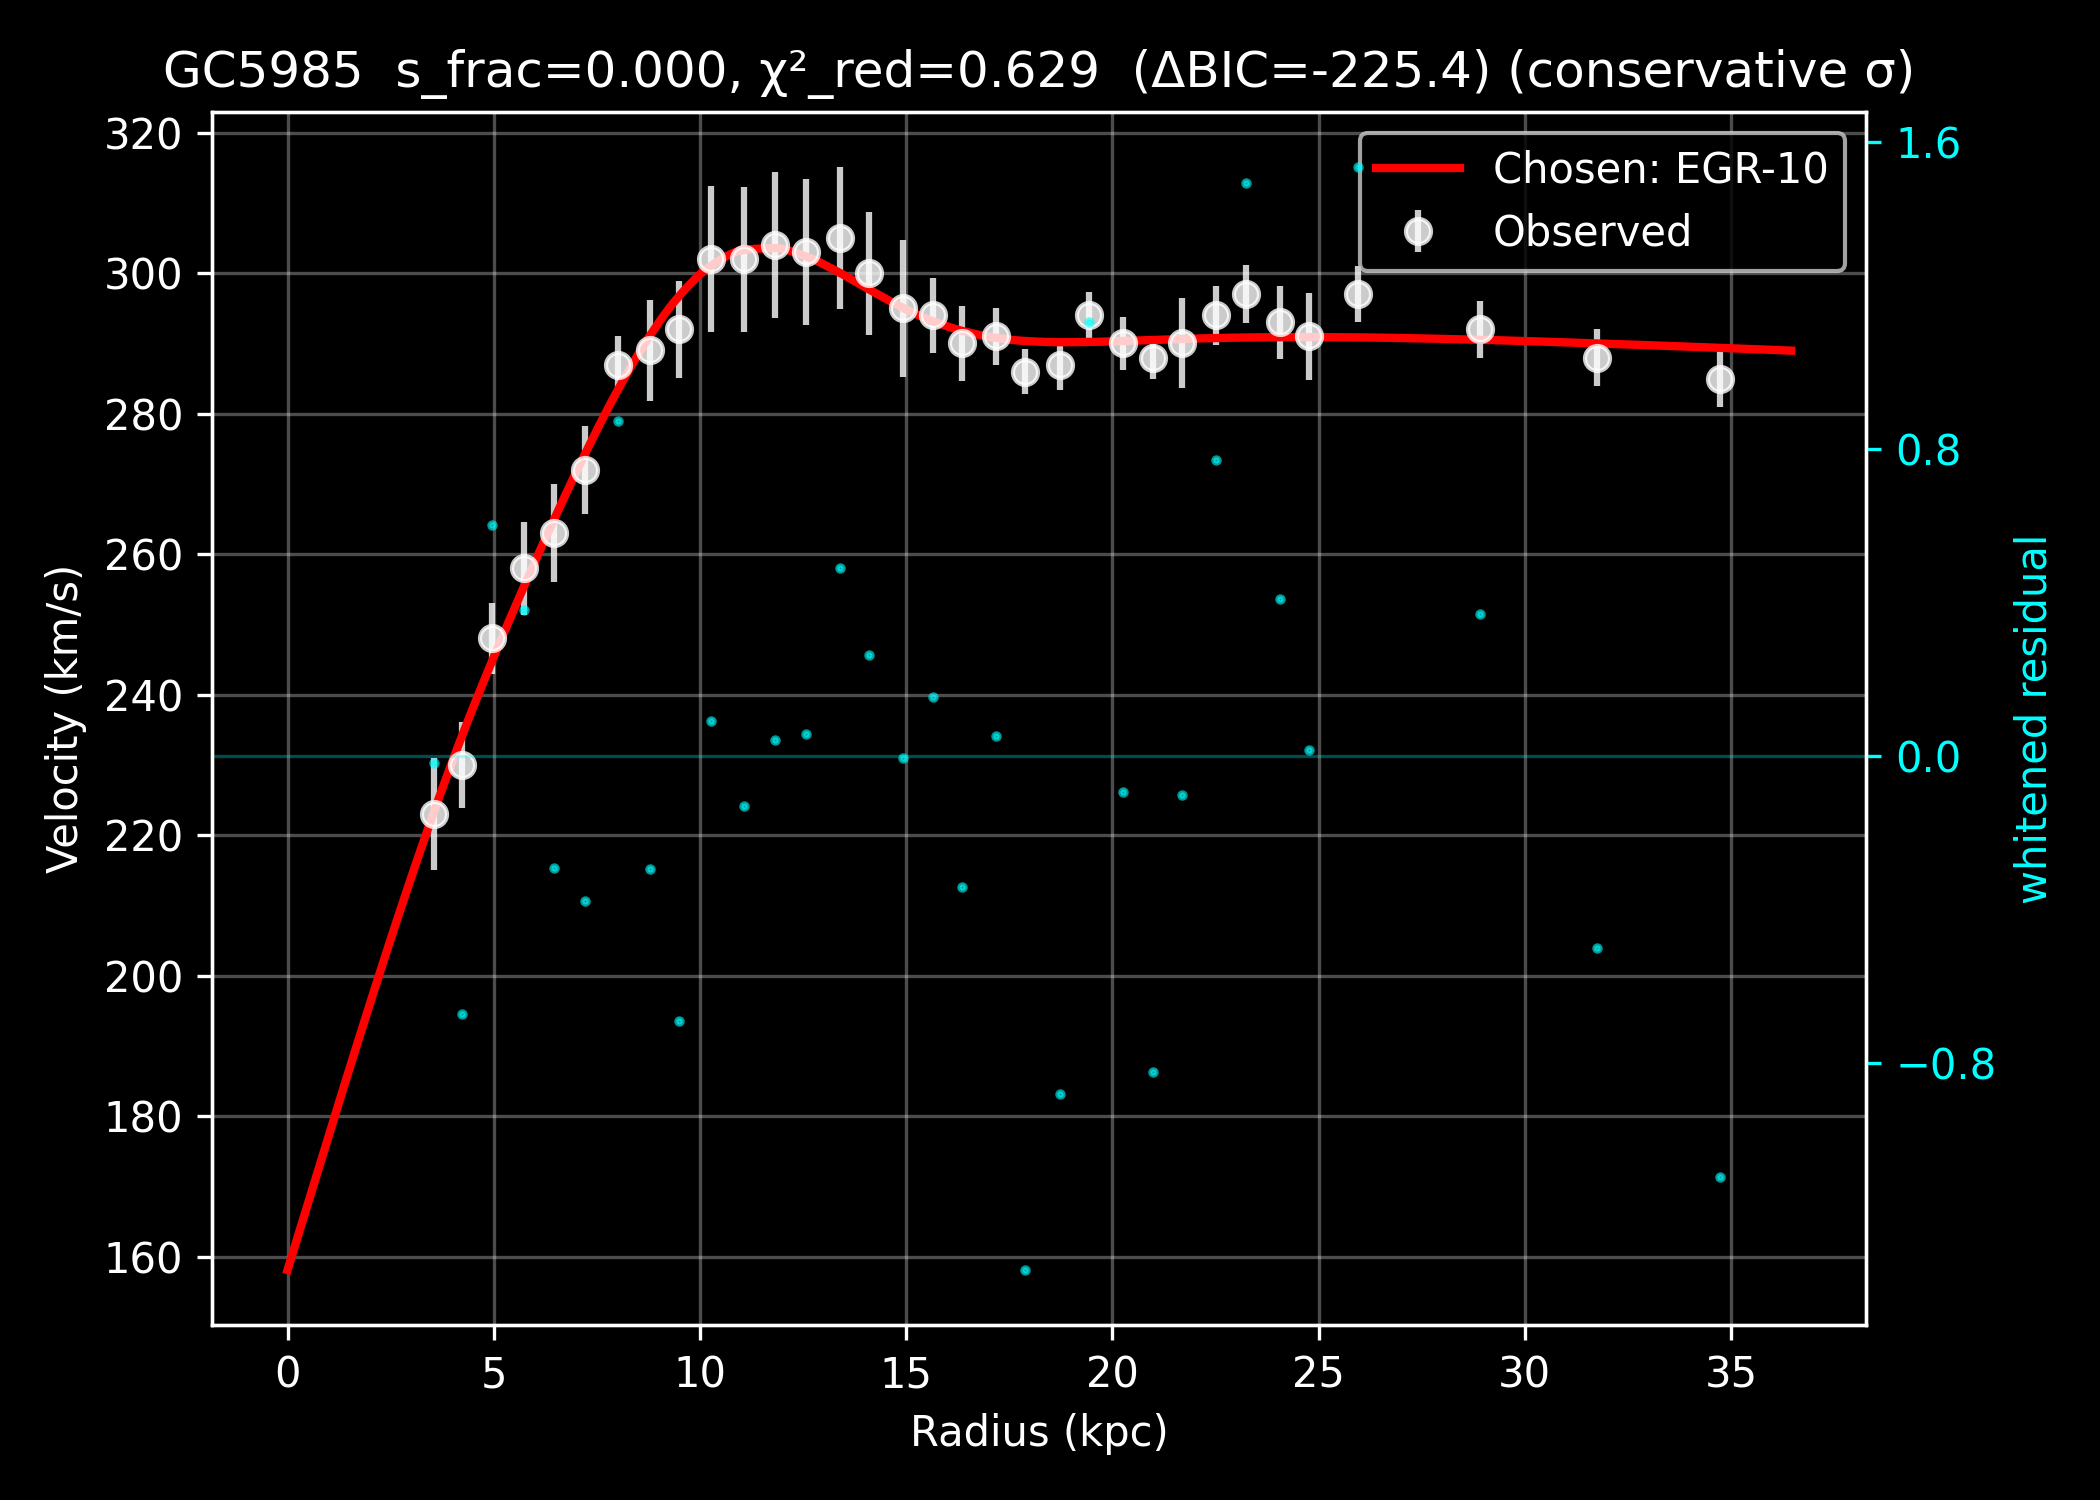 GC5985 s_frac=0.000, χ²_red=0.629 (ΔBIC=-225.4) (conservative σ)
Chosen: EGR-10
Observed
320
300
280
260
240
220
200
180
160
Velocity (km/s)
1.6
0.8
0.0
−0.8
whitened residual
0 5 10 15 20 25 30 35
Radius (kpc)